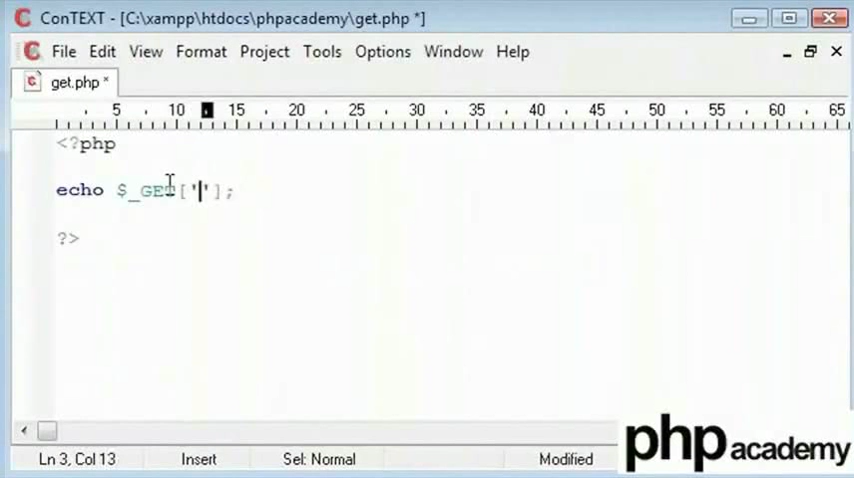 ConTEXT - [C:\xampp\htdocs\phpacademy\get.php *]
File Edit View Format Project Tools Options Window Help
get.php *
5 10 15 20 25 30 35 40 45 50 55 60 65
<?php
echo $_GET[''];
?>
Ln 3, Col 13 Insert Sel: Normal Modified
php academy